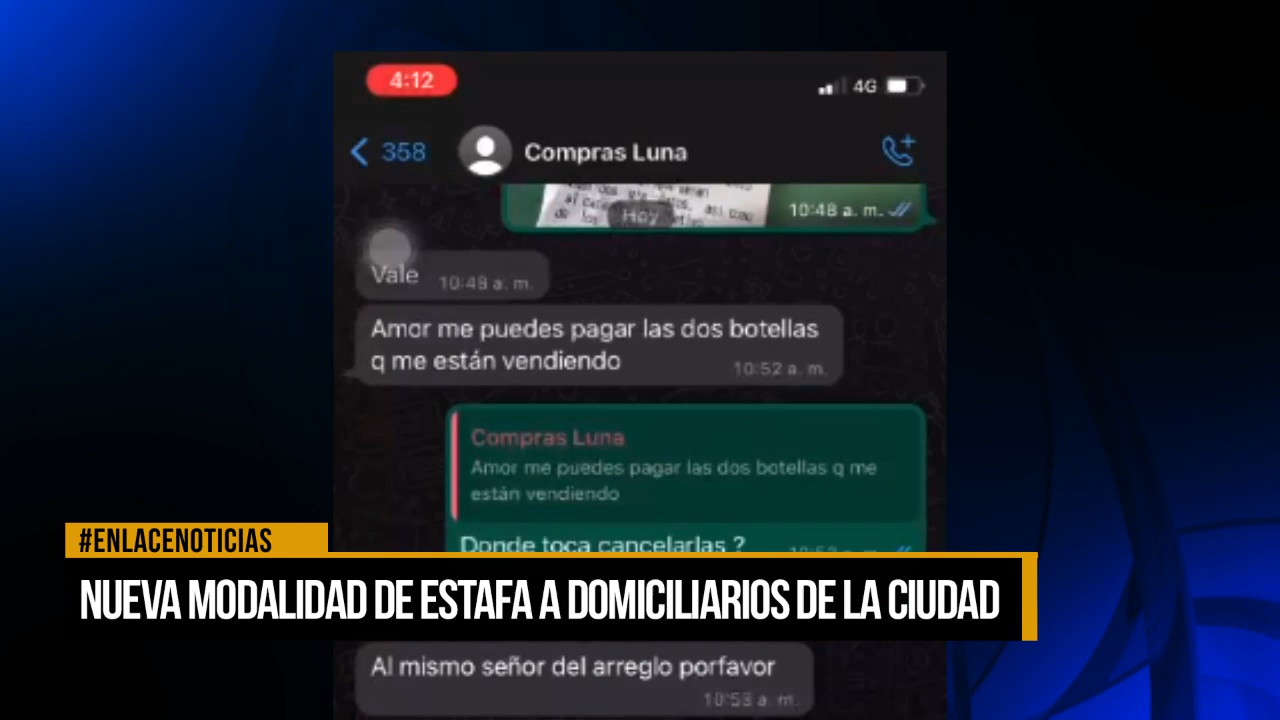 4:12
4G
358
Compras Luna
Hoy
10:48 a. m.
Vale
10:48 a. m.
Amor me puedes pagar las dos botellas
q me están vendiendo
10:52 a. m.
Compras Luna
Amor me puedes pagar las dos botellas q me
están vendiendo
Donde toca cancelarlas ?
#ENLACENOTICIAS
NUEVA MODALIDAD DE ESTAFA A DOMICILIARIOS DE LA CIUDAD
Al mismo señor del arreglo porfavor
10:53 a. m.